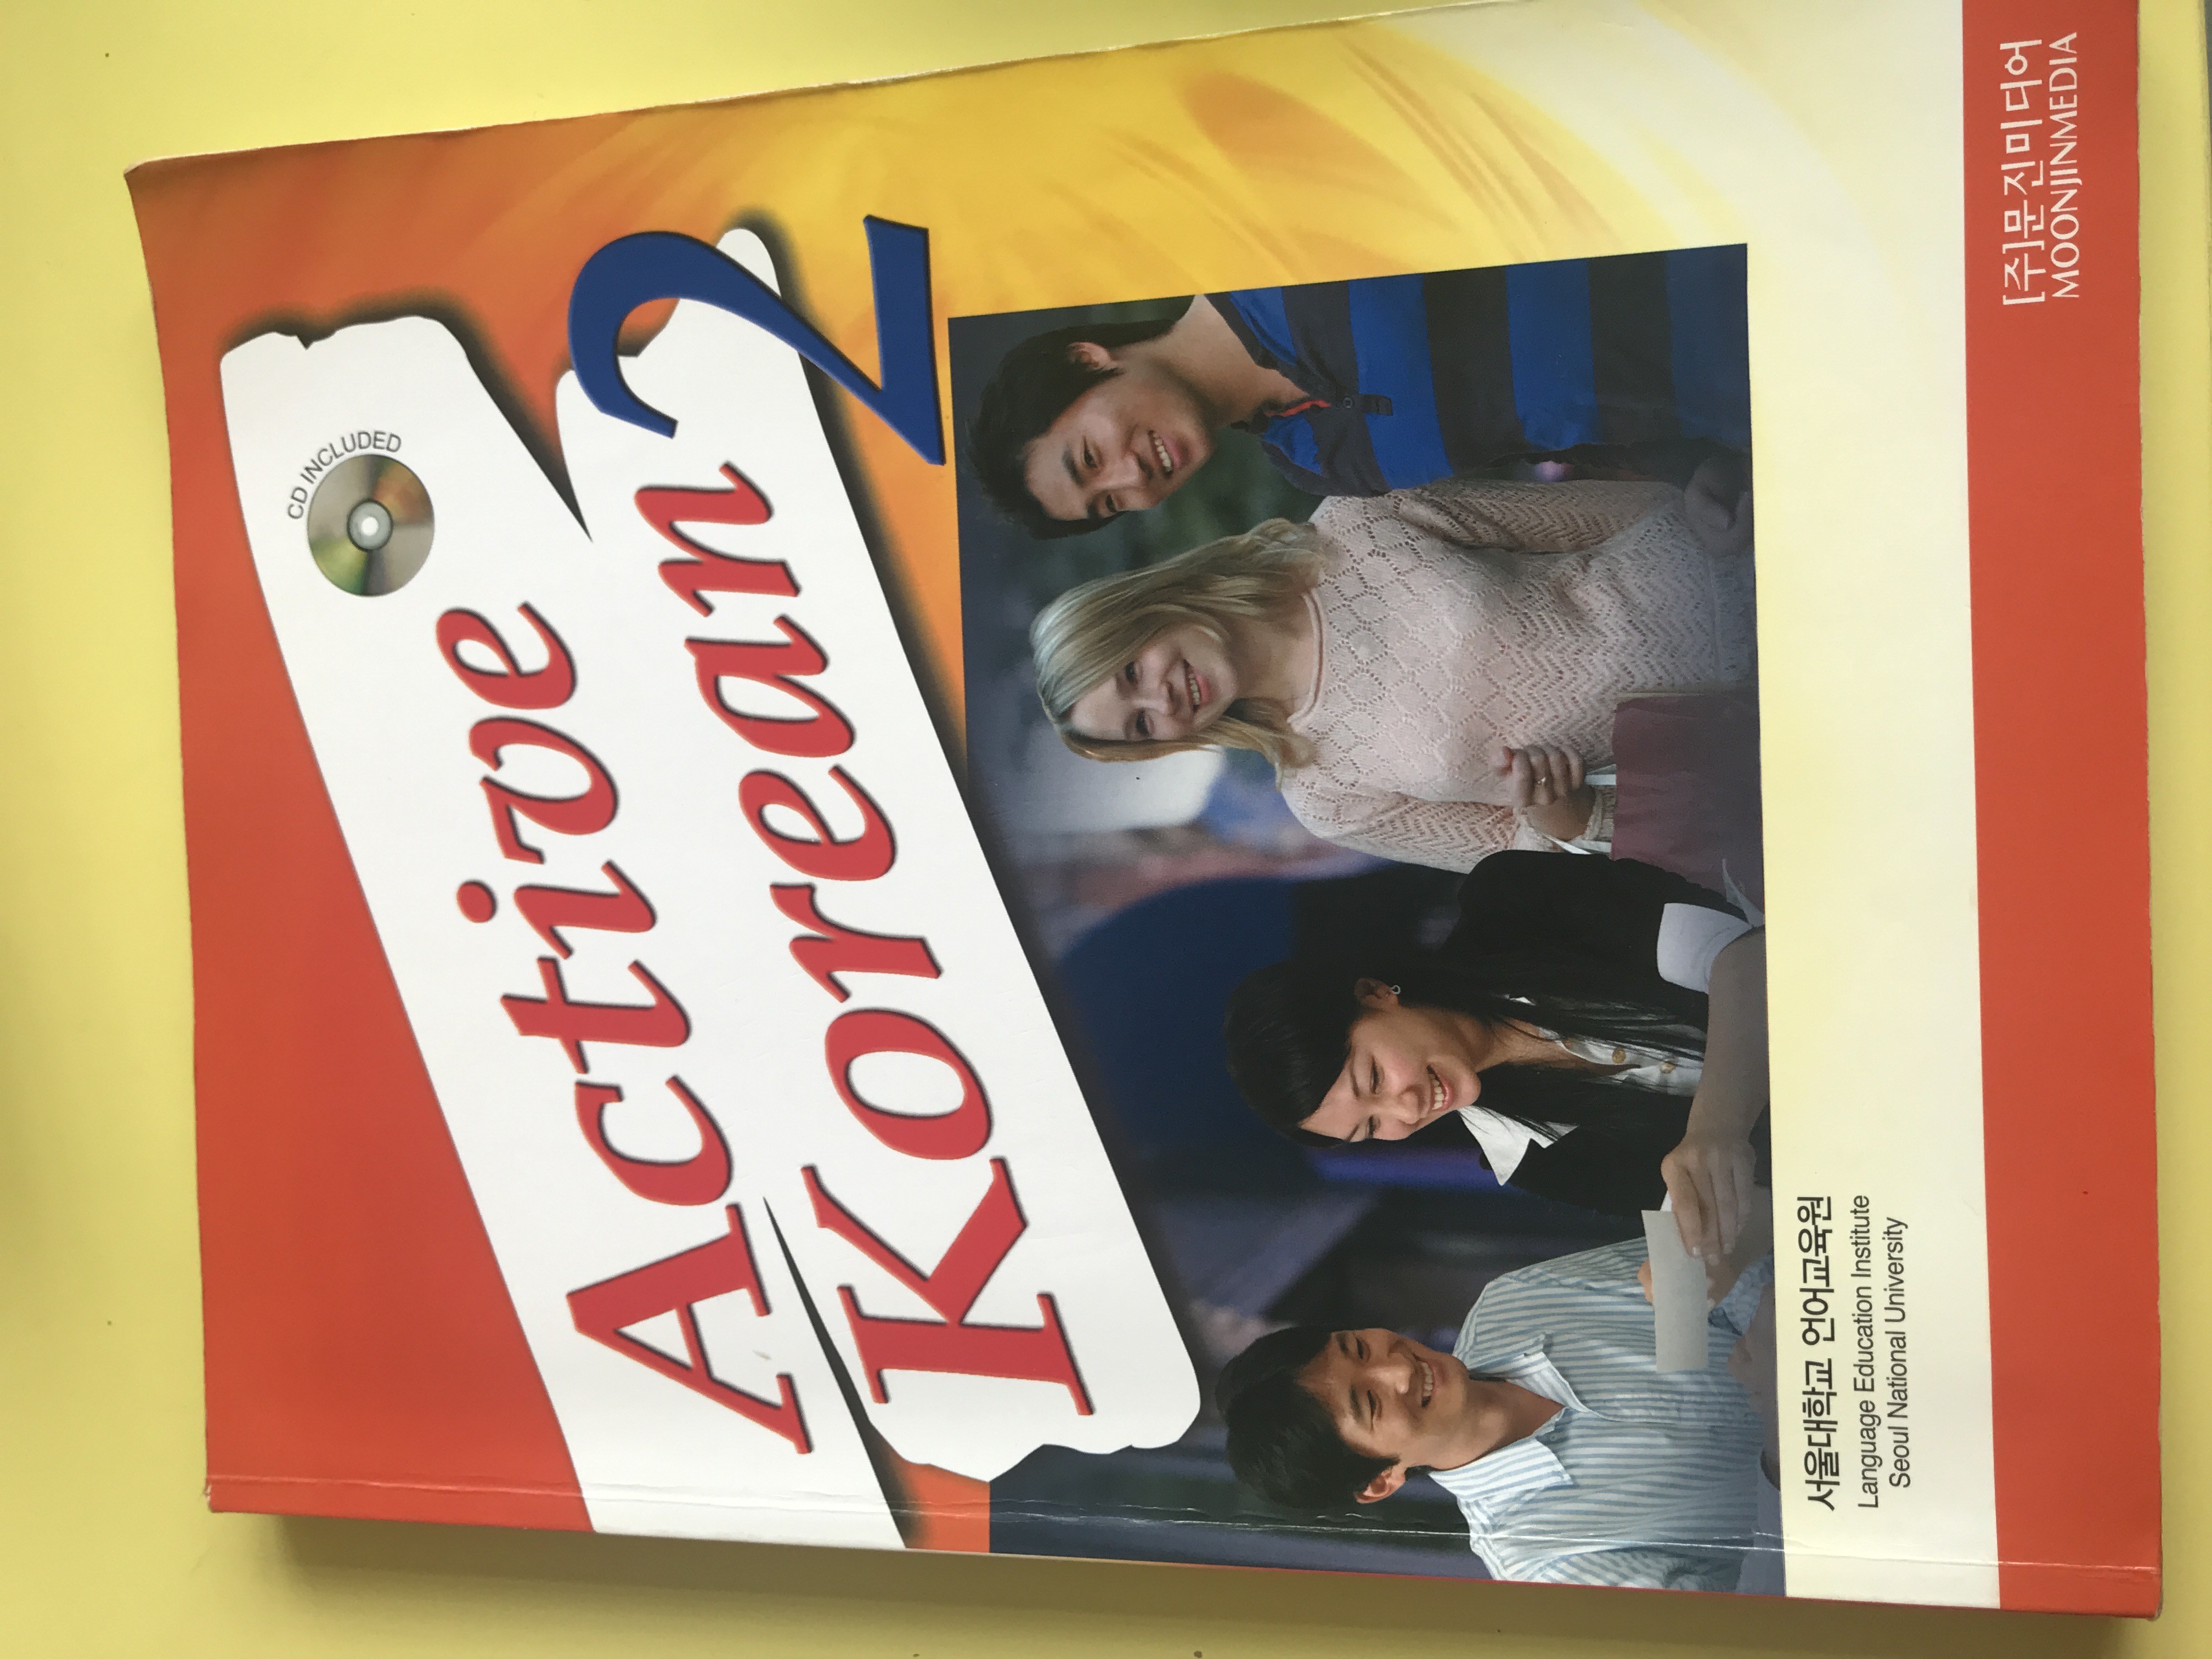 CD INCLUDED
Active
Korean 2
서울대학교 언어교육원
Language Education Institute
Seoul National University
[주]문진미디어
MOONJINMEDIA